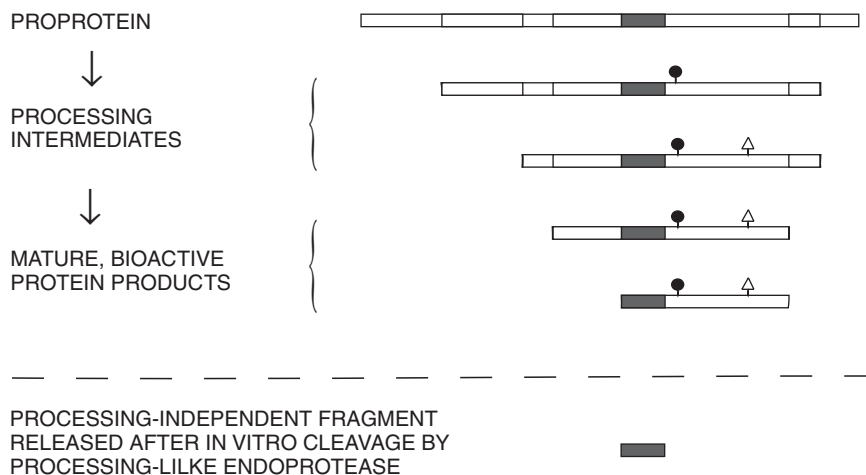 PROPROTEIN
PROCESSING
INTERMEDIATES
MATURE, BIOACTIVE
PROTEIN PRODUCTS
PROCESSING-INDEPENDENT FRAGMENT
RELEASED AFTER IN VITRO CLEAVAGE BY
PROCESSING-LILKE ENDOPROTEASE